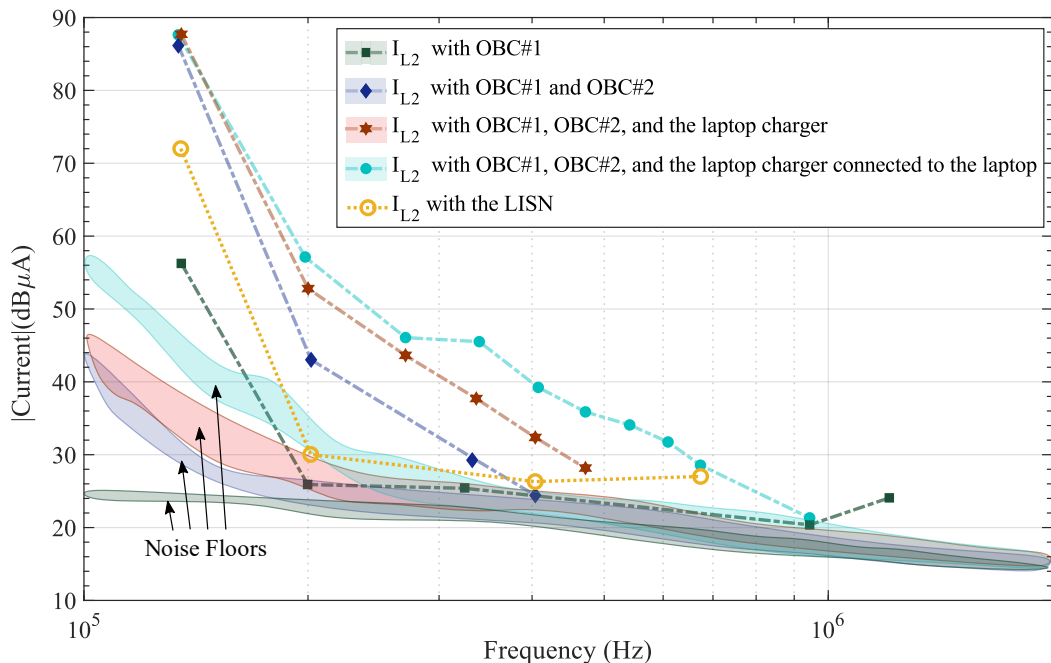 90
80
70
60
50
40
30
20
10
|Current|(dBμA)
I_L2 with OBC#1
I_L2 with OBC#1 and OBC#2
I_L2 with OBC#1, OBC#2, and the laptop charger
I_L2 with OBC#1, OBC#2, and the laptop charger connected to the laptop
I_L2 with the LISN
Noise Floors
10^5 10^6
Frequency (Hz)